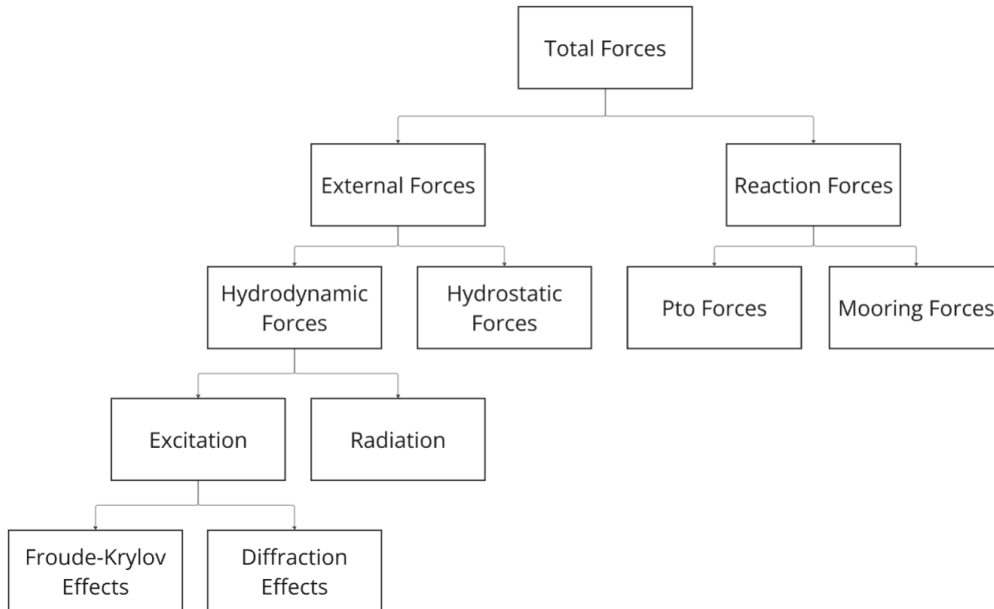 Total Forces
External Forces
Reaction Forces
Hydrodynamic
Forces
Hydrostatic
Forces
Pto Forces
Mooring Forces
Excitation
Radiation
Froude-Krylov
Effects
Diffraction
Effects